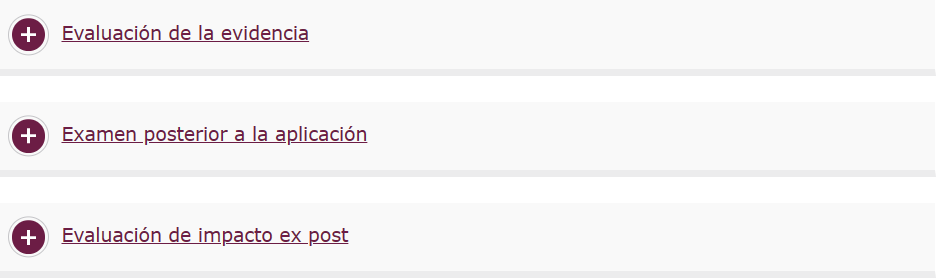 Evaluación de la evidencia
Examen posterior a la aplicación
Evaluación de impacto ex post